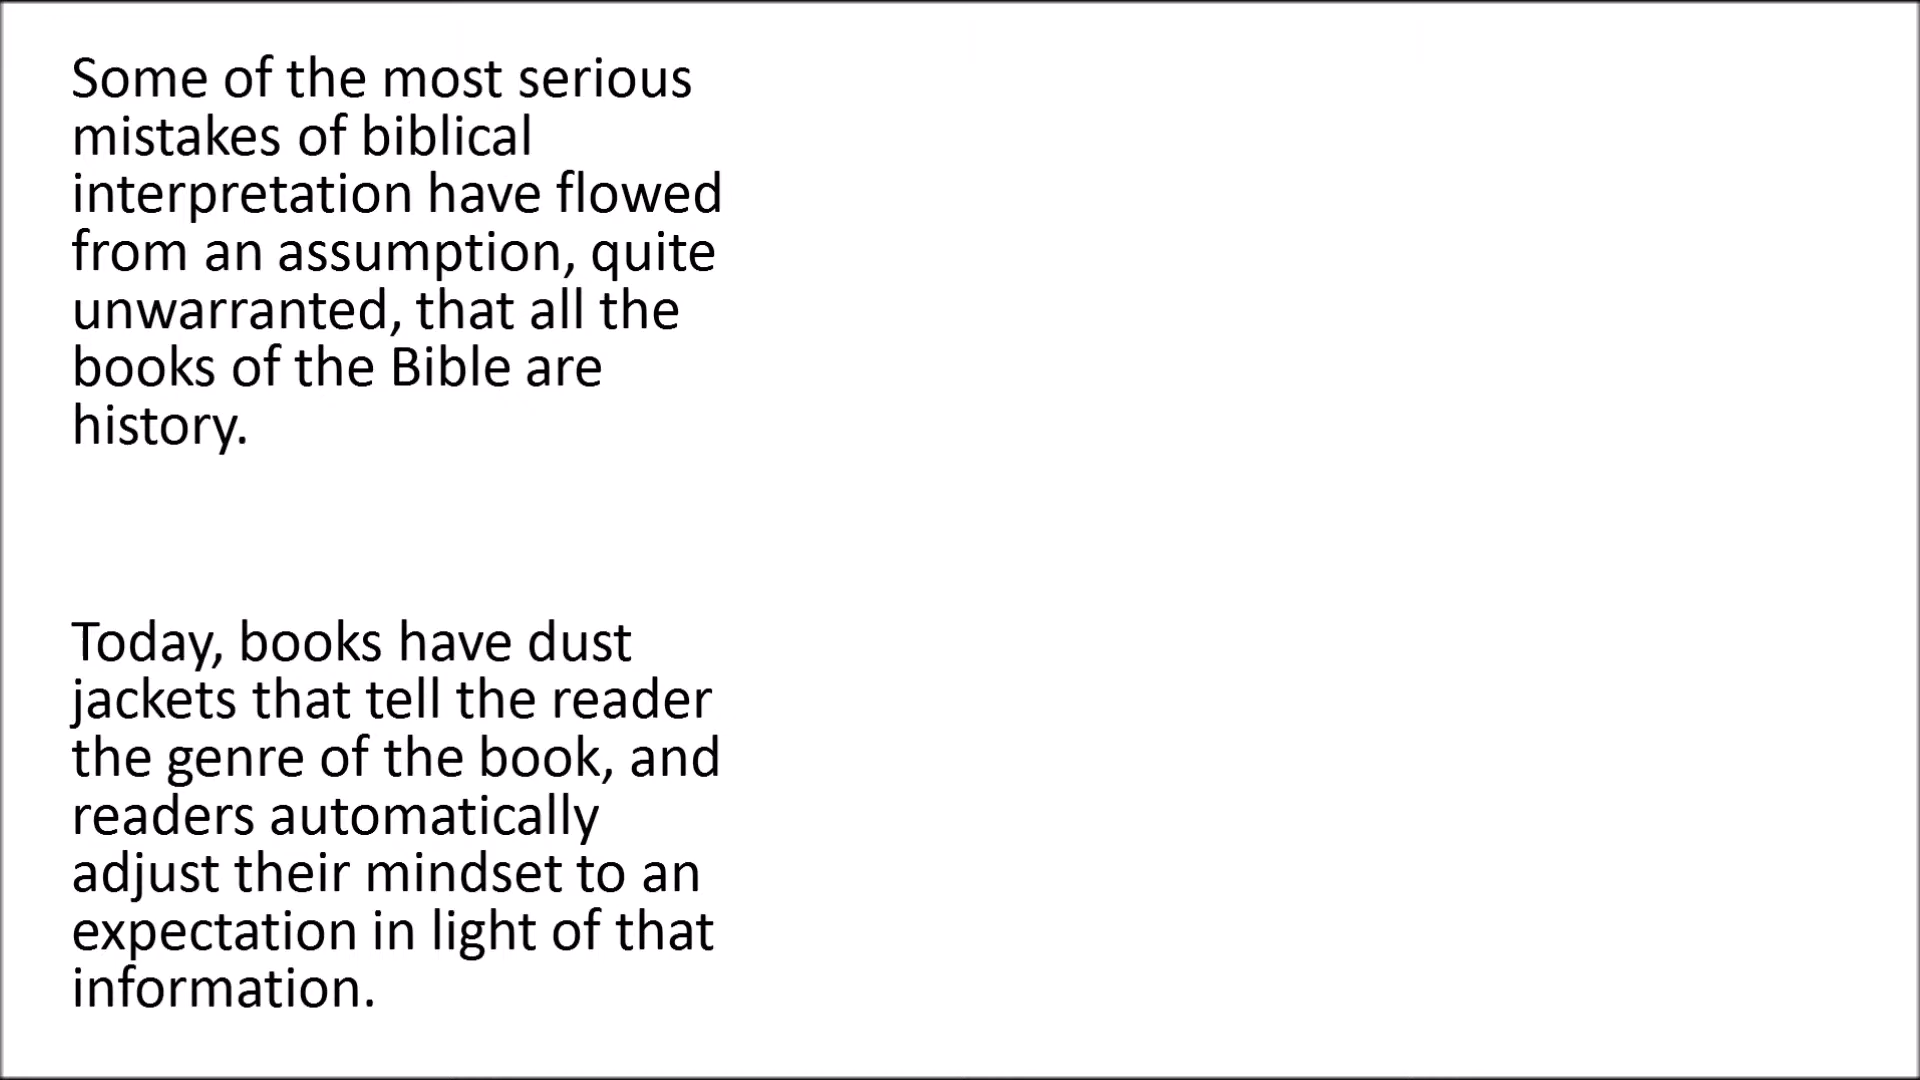 Some of the most serious
mistakes of biblical
interpretation have flowed
from an assumption, quite
unwarranted, that all the
books of the Bible are
history.
Today, books have dust
jackets that tell the reader
the genre of the book, and
readers automatically
adjust their mindset to an
expectation in light of that
information.